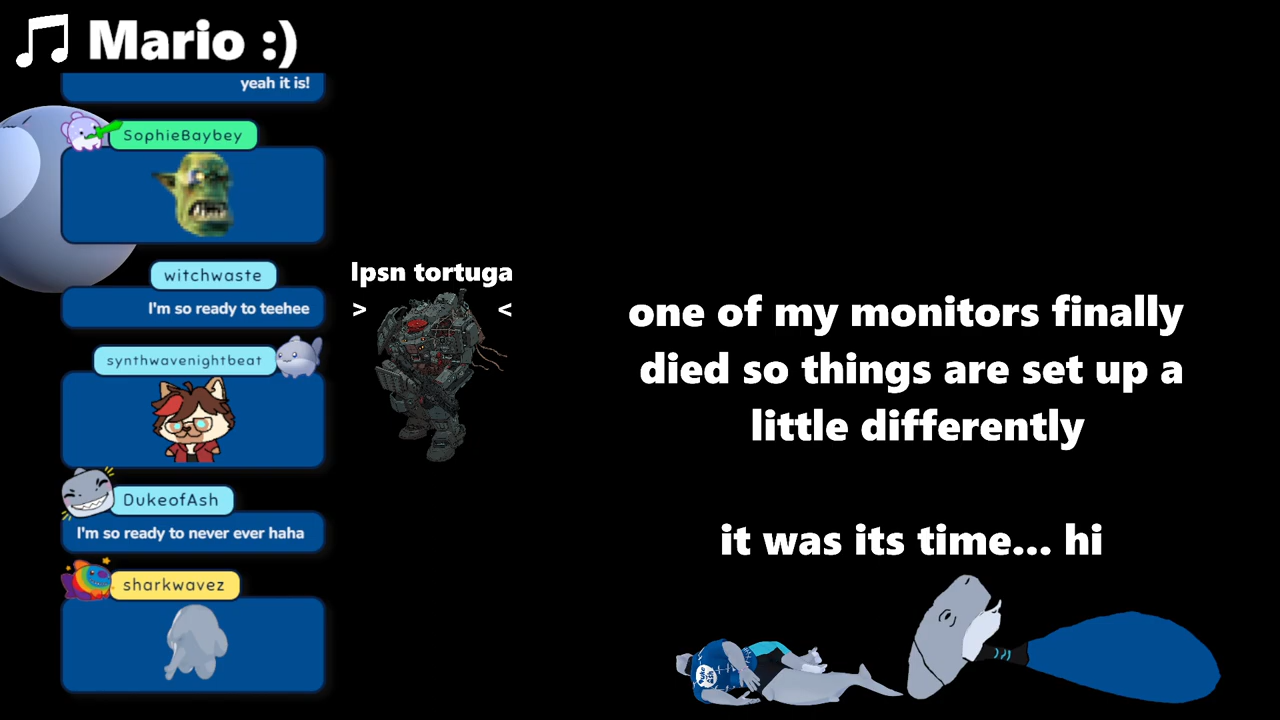 Mario :)
yeah it is!
SophieBaybey
witchwaste
I'm so ready to teehee
synthwavenightbeat
DukeofAsh
I'm so ready to never ever haha
sharkwavez
lpsn tortuga
> <
one of my monitors finally
died so things are set up a
little differently
it was its time... hi